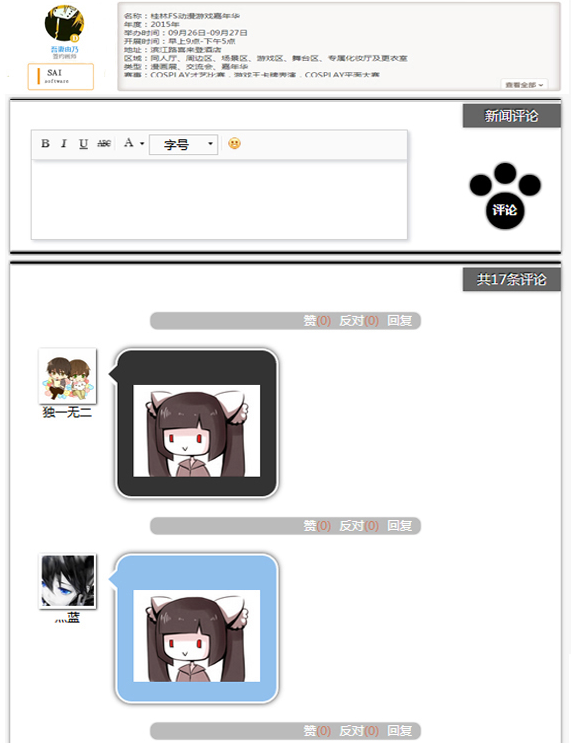 吾妻由乃
签约牧师
SAI
software
名称：桂林FS动漫游戏嘉年华
年度：2015年
举办时间：09月26日-09月27日
开展时间：早上9点-下午5点
地址：滨江路喜来登酒店
区域：同人厅、周边区、场景区、游戏区、舞台区、专属化妆厅及更衣室
类型：漫画展、交流会、嘉年华
赛事：COSPLAY才艺比赛，游戏王卡牌表演，COSPLAY平面大赛
查看全部
新闻评论
B I U ABC A 字号
评论
共17条评论
赞(0) 反对(0) 回复
独一无二
赞(0) 反对(0) 回复
蓝
赞(0) 反对(0) 回复